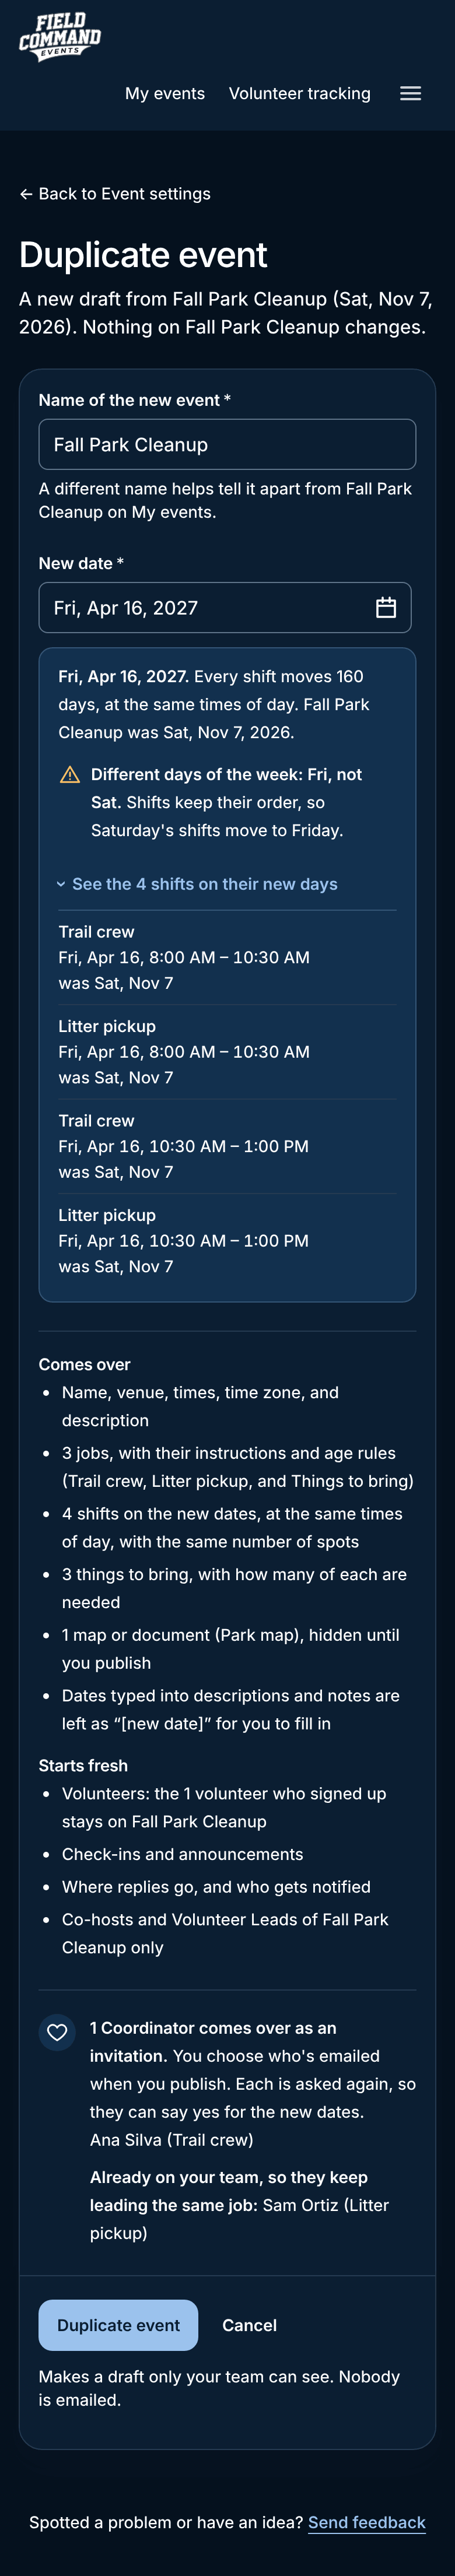 FIELD
COMMAND
EVENTS
My events Volunteer tracking
← Back to Event settings
Duplicate event
A new draft from Fall Park Cleanup (Sat, Nov 7,
2026). Nothing on Fall Park Cleanup changes.
Name of the new event *
Fall Park Cleanup
A different name helps tell it apart from Fall Park
Cleanup on My events.
New date *
Fri, Apr 16, 2027
Fri, Apr 16, 2027. Every shift moves 160
days, at the same times of day. Fall Park
Cleanup was Sat, Nov 7, 2026.
Different days of the week: Fri, not
Sat. Shifts keep their order, so
Saturday's shifts move to Friday.
See the 4 shifts on their new days
Trail crew
Fri, Apr 16, 8:00 AM – 10:30 AM
was Sat, Nov 7
Litter pickup
Fri, Apr 16, 8:00 AM – 10:30 AM
was Sat, Nov 7
Trail crew
Fri, Apr 16, 10:30 AM – 1:00 PM
was Sat, Nov 7
Litter pickup
Fri, Apr 16, 10:30 AM – 1:00 PM
was Sat, Nov 7
Comes over
• Name, venue, times, time zone, and
description
• 3 jobs, with their instructions and age rules
(Trail crew, Litter pickup, and Things to bring)
• 4 shifts on the new dates, at the same times
of day, with the same number of spots
• 3 things to bring, with how many of each are
needed
• 1 map or document (Park map), hidden until
you publish
• Dates typed into descriptions and notes are
left as “[new date]” for you to fill in
Starts fresh
• Volunteers: the 1 volunteer who signed up
stays on Fall Park Cleanup
• Check-ins and announcements
• Where replies go, and who gets notified
• Co-hosts and Volunteer Leads of Fall Park
Cleanup only
1 Coordinator comes over as an
invitation. You choose who's emailed
when you publish. Each is asked again, so
they can say yes for the new dates.
Ana Silva (Trail crew)
Already on your team, so they keep
leading the same job: Sam Ortiz (Litter
pickup)
Duplicate event Cancel
Makes a draft only your team can see. Nobody
is emailed.
Spotted a problem or have an idea? Send feedback